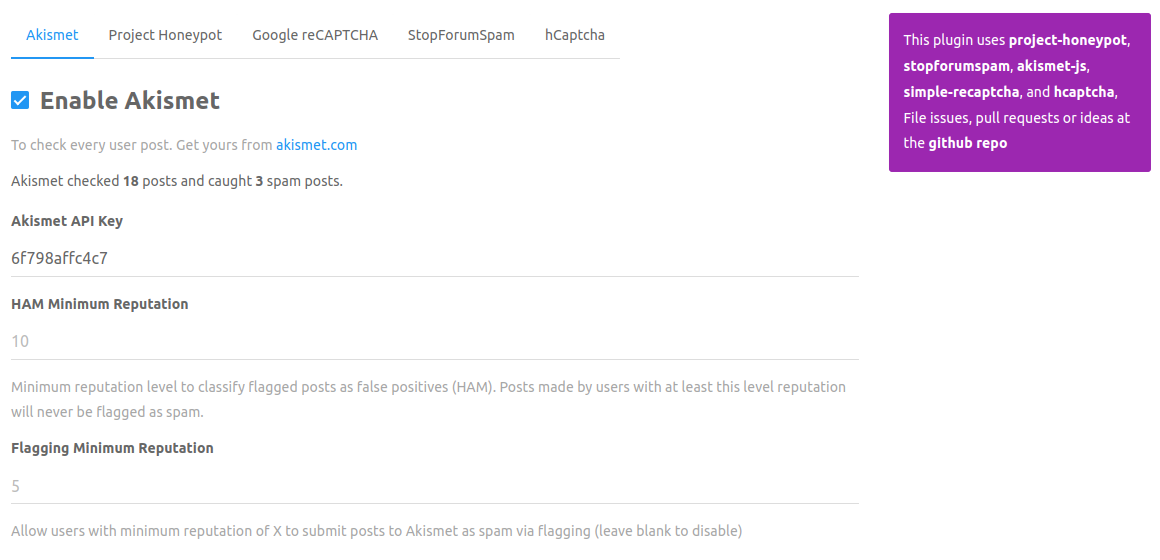 Akismet Project Honeypot Google reCAPTCHA StopForumSpam hCaptcha
Enable Akismet
To check every user post. Get yours from akismet.com
Akismet checked 18 posts and caught 3 spam posts.
Akismet API Key
6f798affc4c7
HAM Minimum Reputation
10
Minimum reputation level to classify flagged posts as false positives (HAM). Posts made by users with at least this level reputation
will never be flagged as spam.
Flagging Minimum Reputation
5
Allow users with minimum reputation of X to submit posts to Akismet as spam via flagging (leave blank to disable)
This plugin uses project-honeypot,
stopforumspam, akismet-js,
simple-recaptcha, and hcaptcha,
File issues, pull requests or ideas at
the github repo